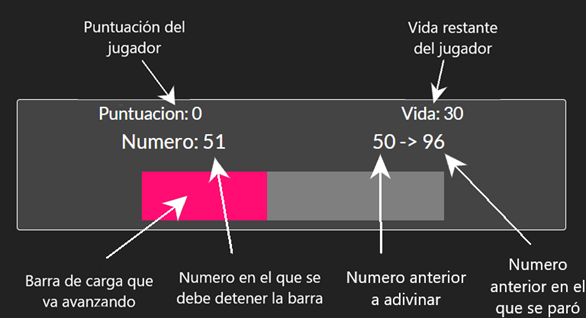 Puntuación del
jugador
Vida restante
del jugador
Puntuacion: 0
Vida: 30
Numero: 51
50 -> 96
Barra de carga que
va avanzando
Numero en el que se
debe detener la barra
Numero anterior
a adivinar
Numero
anterior en el
que se paró